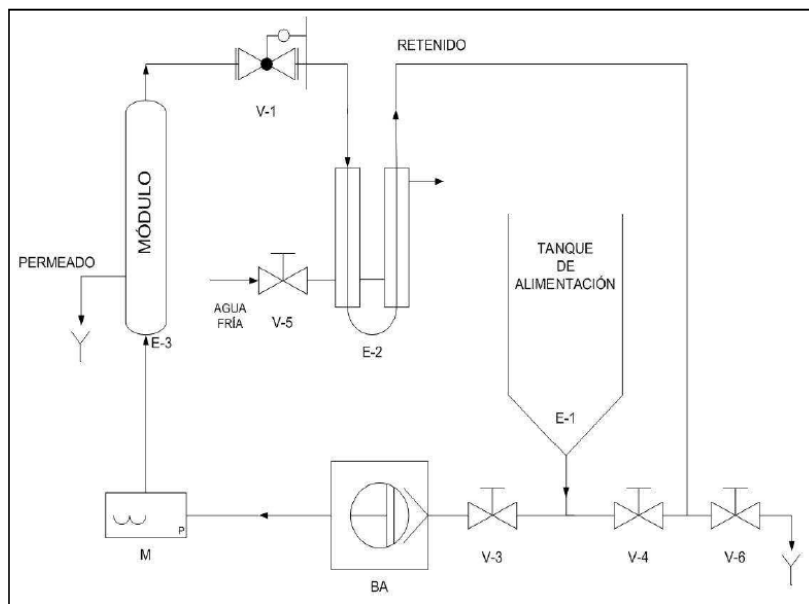 RETENIDO
V-1
MÓDULO
TANQUE
DE
ALIMENTACIÓN
PERMEADO
AGUA
FRÍA
V-5
E-3
E-2
E-1
P
M
BA
V-3
V-4
V-6